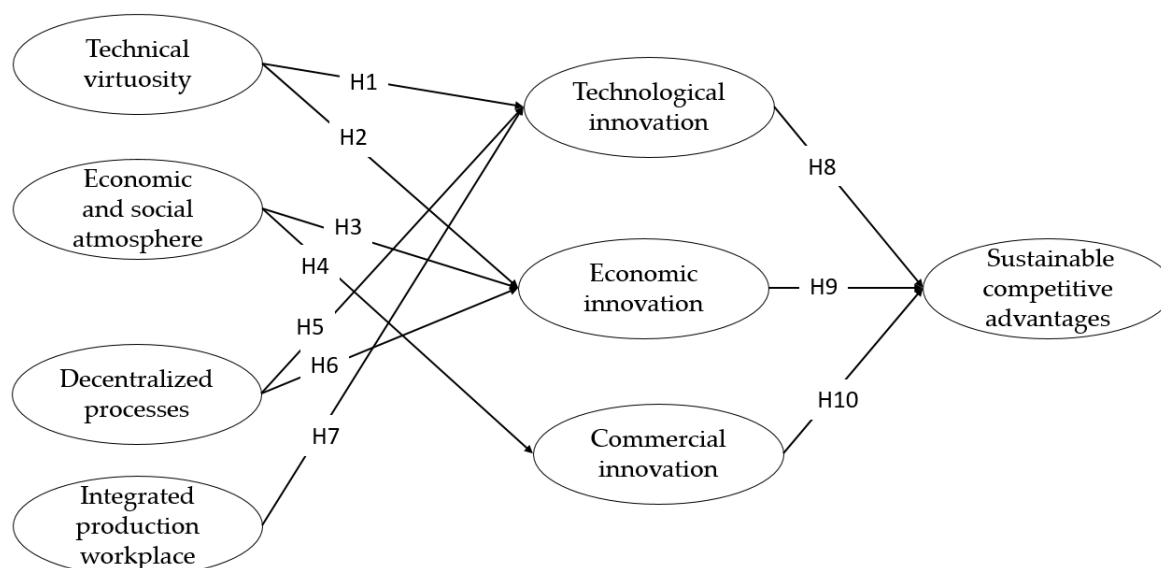 Technical
virtuosity
H1
H2
Technological
innovation
H8
Economic
and social
atmosphere
H3
H4
Economic
innovation
H9
Sustainable
competitive
advantages
H5
H6
Decentralized
processes
H7
H10
Commercial
innovation
Integrated
production
workplace